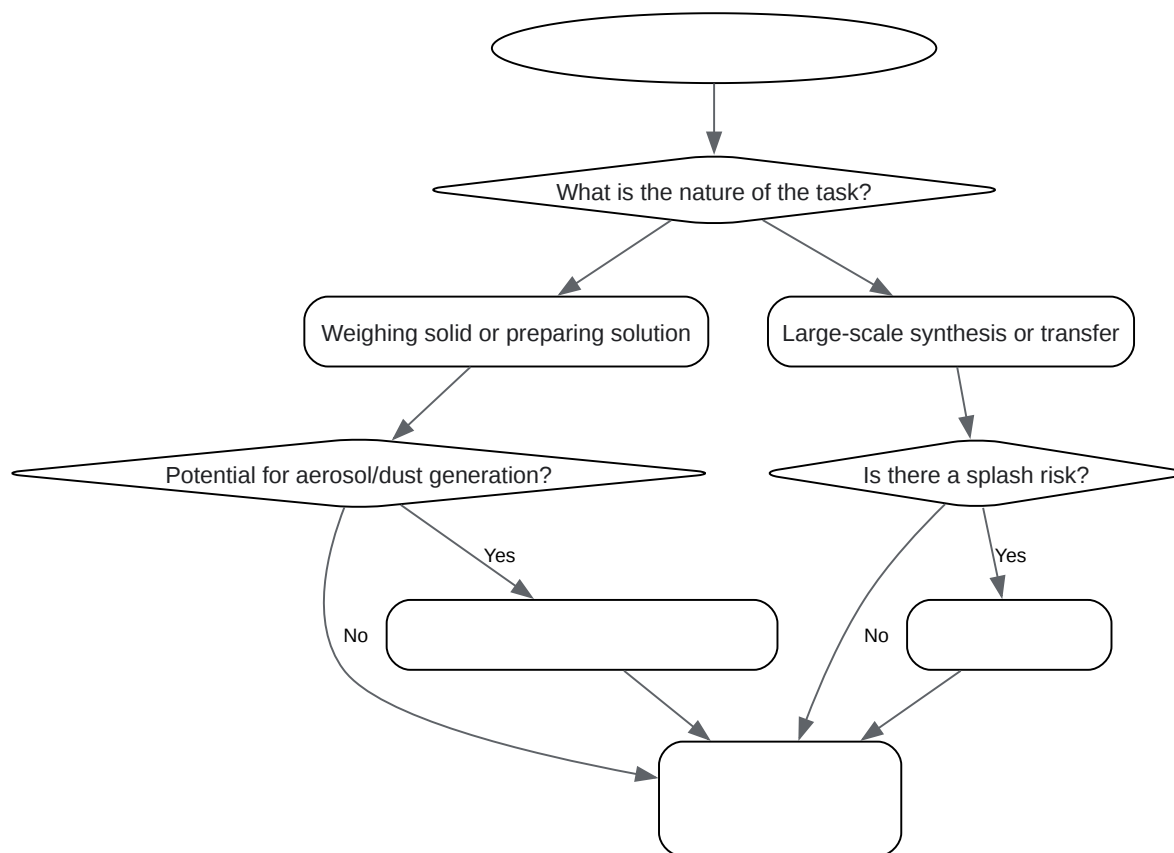 What is the nature of the task?
Weighing solid or preparing solution
Large-scale synthesis or transfer
Potential for aerosol/dust generation?
Is there a splash risk?
Yes
Yes
No
No